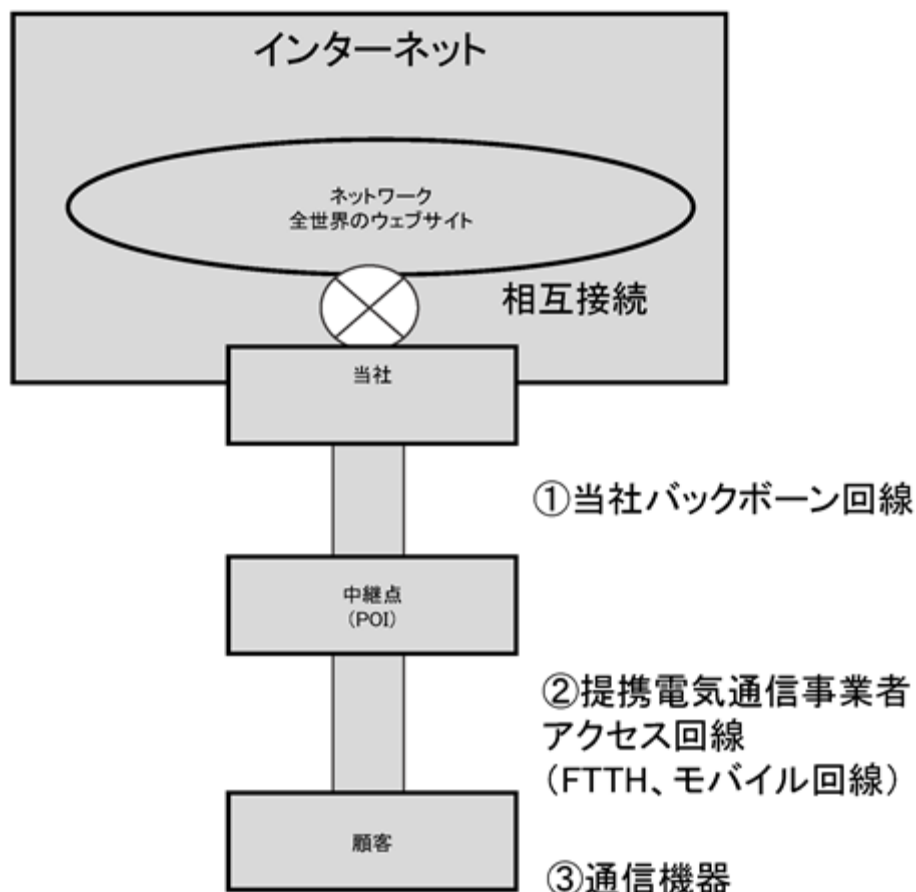 インターネット
ネットワーク
全世界のウェブサイト
相互接続
当社
①当社バックボーン回線
中継点
(POI)
②提携電気通信事業者
アクセス回線
(FTTH、モバイル回線)
顧客
③通信機器